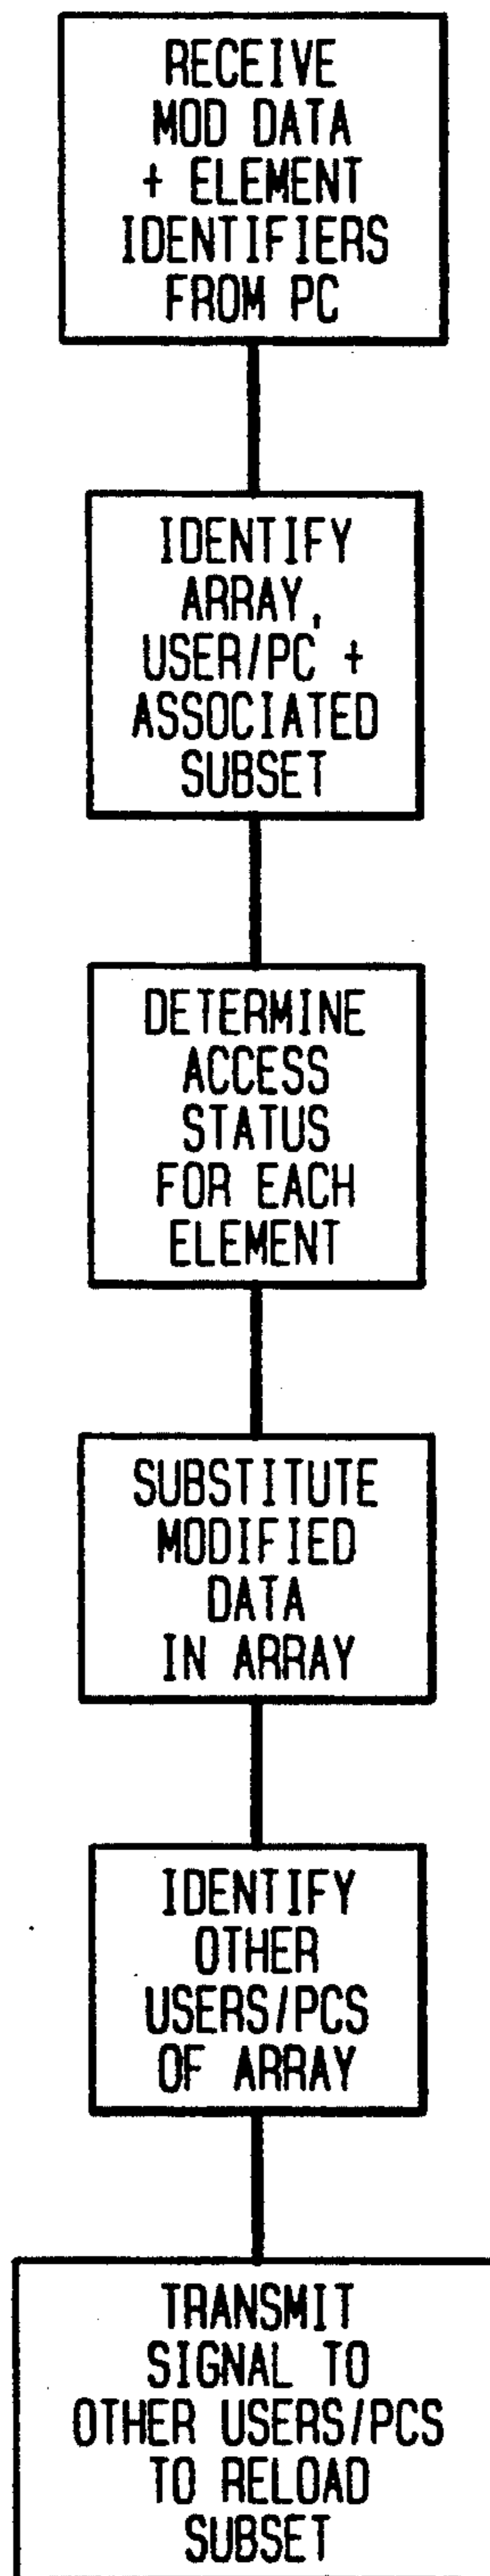 RECEIVE
MOD DATA
+ ELEMENT
IDENTIFIERS
FROM PC
IDENTIFY
ARRAY,
USER/PC +
ASSOCIATED
SUBSET
DETERMINE
ACCESS
STATUS
FOR EACH
ELEMENT
SUBSTITUTE
MODIFIED
DATA
IN ARRAY
IDENTIFY
OTHER
USERS/PCS
OF ARRAY
TRANSMIT
SIGNAL TO
OTHER USERS/PCS
TO RELOAD
SUBSET